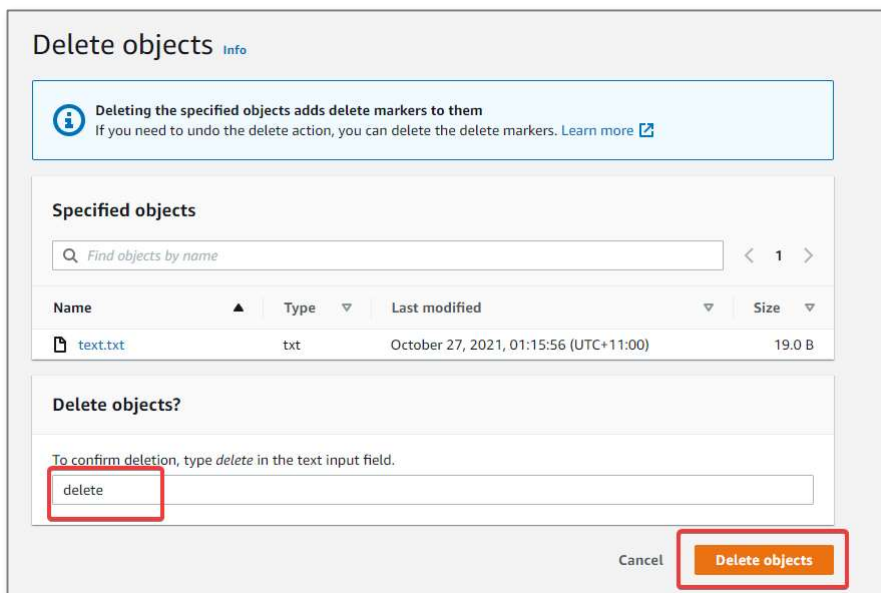 Delete objects Info
Deleting the specified objects adds delete markers to them
If you need to undo the delete action, you can delete the delete markers. Learn more
Specified objects
Find objects by name
1
Name Type Last modified Size
text.txt txt October 27, 2021, 01:15:56 (UTC+11:00) 19.0 B
Delete objects?
To confirm deletion, type delete in the text input field.
delete
Cancel Delete objects